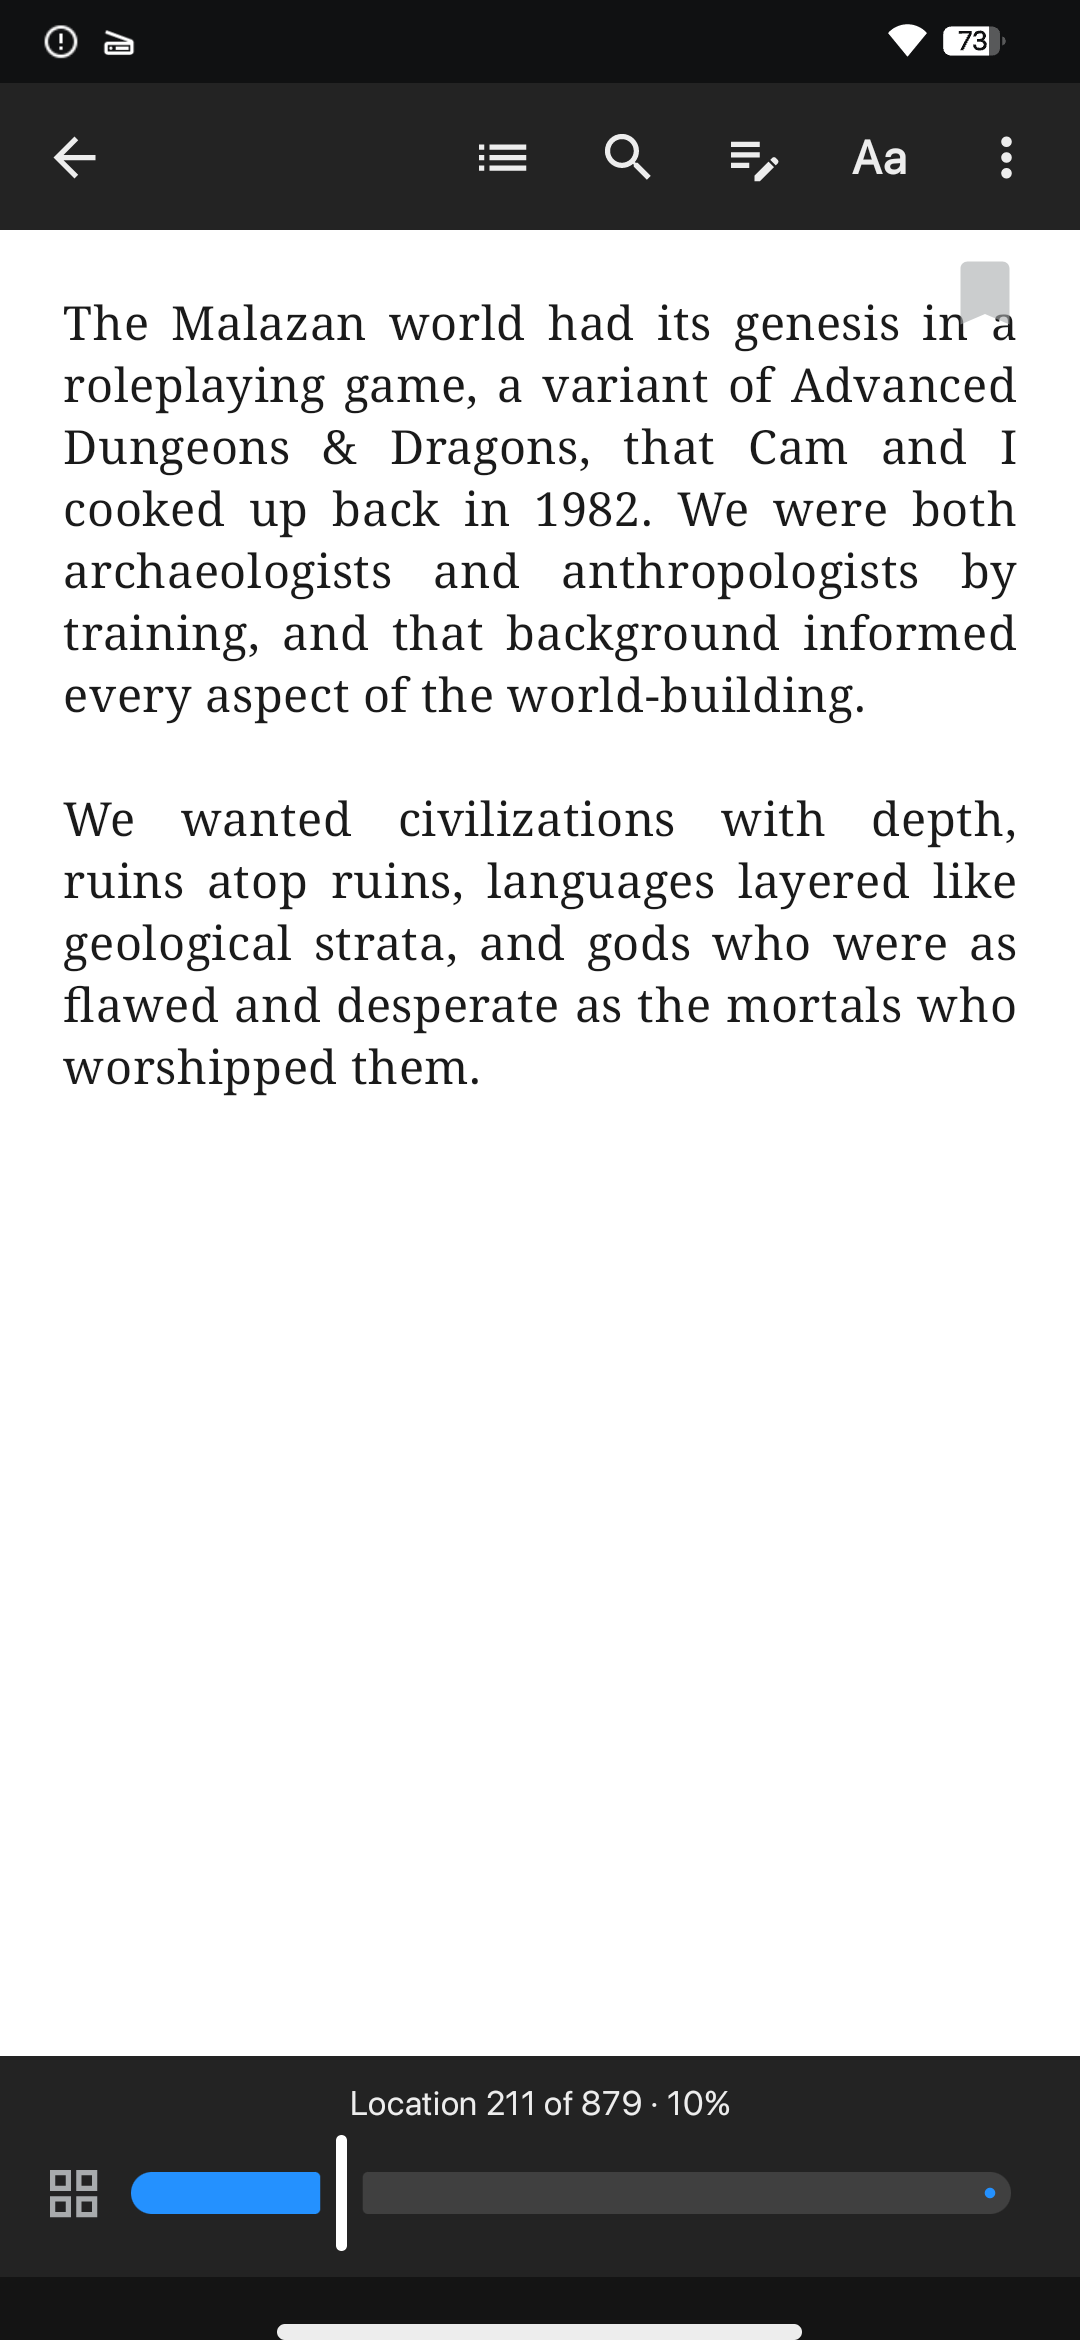 73
Aa
The Malazan world had its genesis in a
roleplaying game, a variant of Advanced
Dungeons & Dragons, that Cam and I
cooked up back in 1982. We were both
archaeologists and anthropologists by
training, and that background informed
every aspect of the world-building.
We wanted civilizations with depth,
ruins atop ruins, languages layered like
geological strata, and gods who were as
flawed and desperate as the mortals who
worshipped them.
Location 211 of 879 · 10%